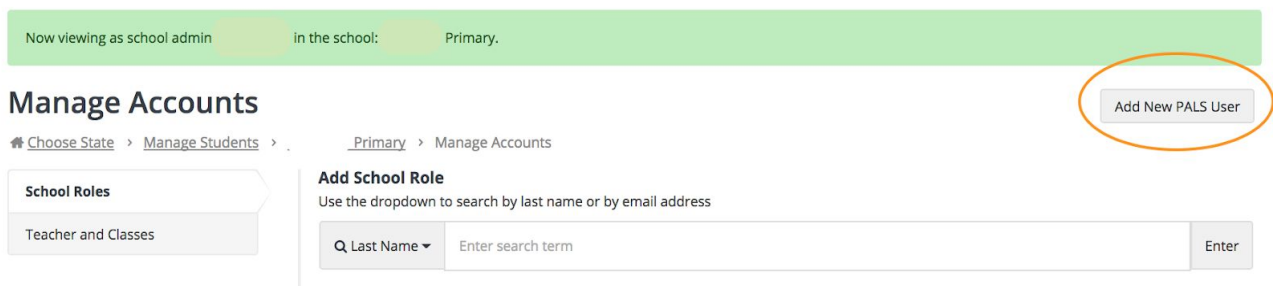 Now viewing as school admin in the school: Primary.
Manage Accounts
Add New PALS User
Choose State > Manage Students > . Primary > Manage Accounts
School Roles
Teacher and Classes
Add School Role
Use the dropdown to search by last name or by email address
Last Name Enter search term Enter